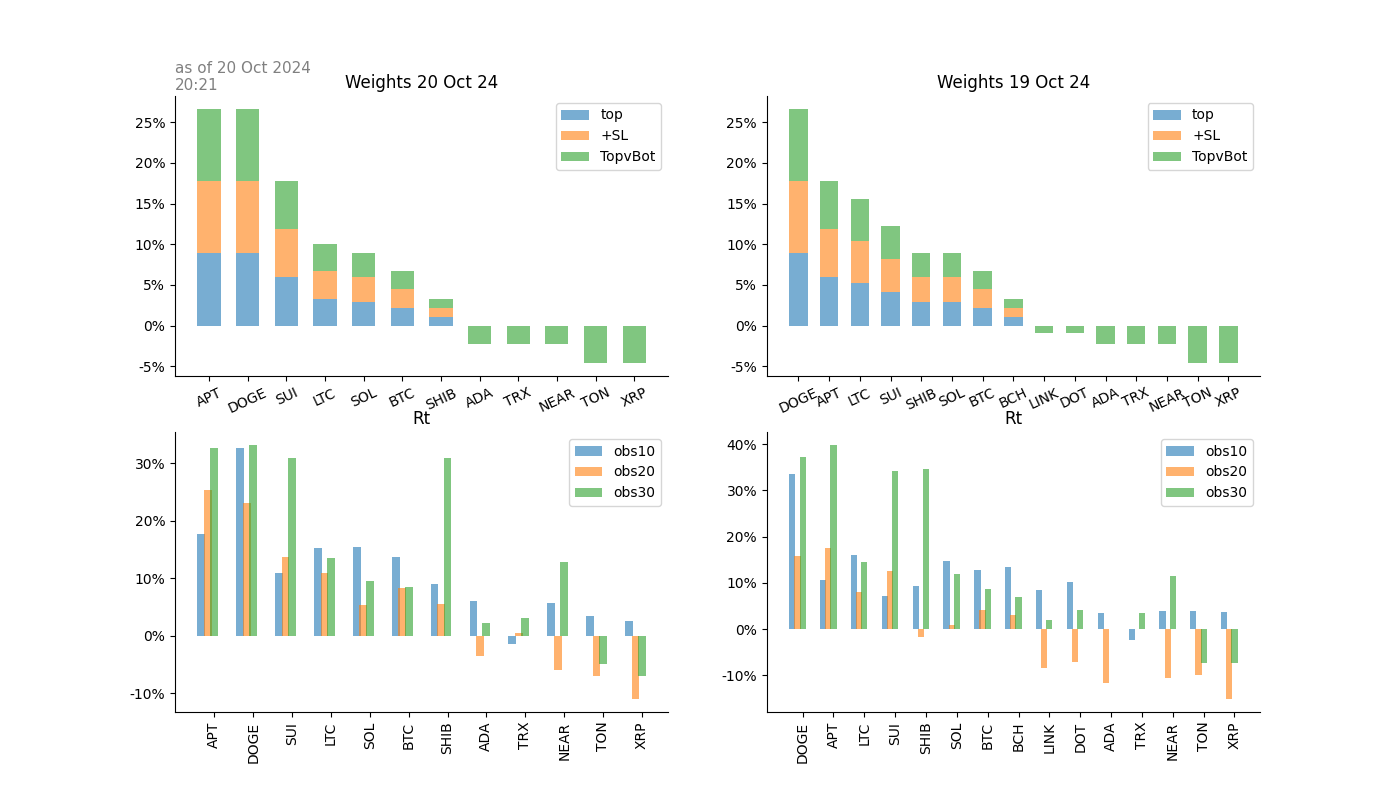 as of 20 Oct 2024
20:21
Weights 20 Oct 24
25%
20%
15%
10%
5%
0%
-5%
top
+SL
TopvBot
APT DOGE SUI LTC SOL BTC SHIB ADA TRX NEAR TON XRP
Weights 19 Oct 24
25%
20%
15%
10%
5%
0%
-5%
top
+SL
TopvBot
DOGE APT LTC SUI SHIB SOL BTC BCH LINK DOT ADA TRX NEAR TON XRP
Rt
30%
20%
10%
0%
-10%
obs10
obs20
obs30
APT DOGE SUI LTC SOL BTC SHIB ADA TRX NEAR TON XRP
Rt
40%
30%
20%
10%
0%
-10%
obs10
obs20
obs30
DOGE APT LTC SUI SHIB SOL BTC BCH LINK DOT ADA TRX NEAR TON XRP